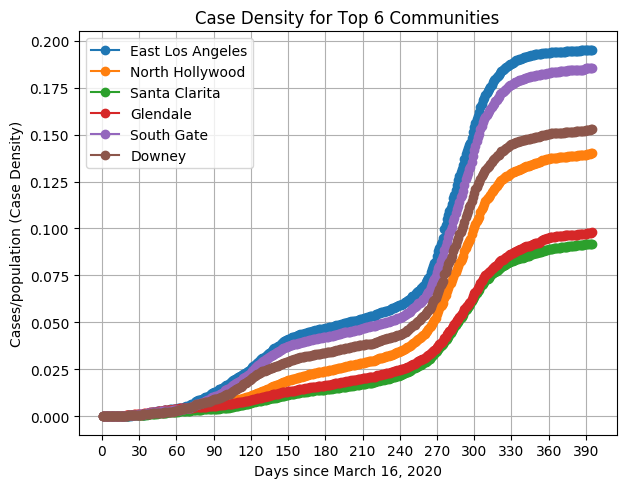 Case Density for Top 6 Communities
East Los Angeles
North Hollywood
Santa Clarita
Glendale
South Gate
Downey
Cases/population (Case Density)
0.200
0.175
0.150
0.125
0.100
0.075
0.050
0.025
0.000
0 30 60 90 120 150 180 210 240 270 300 330 360 390
Days since March 16, 2020